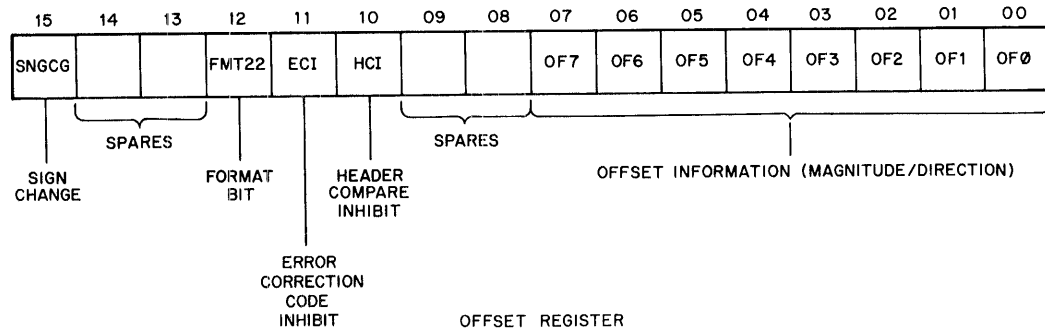 15 14 13 12 11 10 09 08 07 06 05 04 03 02 01 00
SNGCG FMT22 ECI HCI OF7 OF6 OF5 OF4 OF3 OF2 OF1 OFØ
SPARES
SPARES
SIGN
CHANGE
FORMAT
BIT
HEADER
COMPARE
INHIBIT
OFFSET INFORMATION (MAGNITUDE/DIRECTION)
ERROR
CORRECTION
CODE
INHIBIT
OFFSET REGISTER